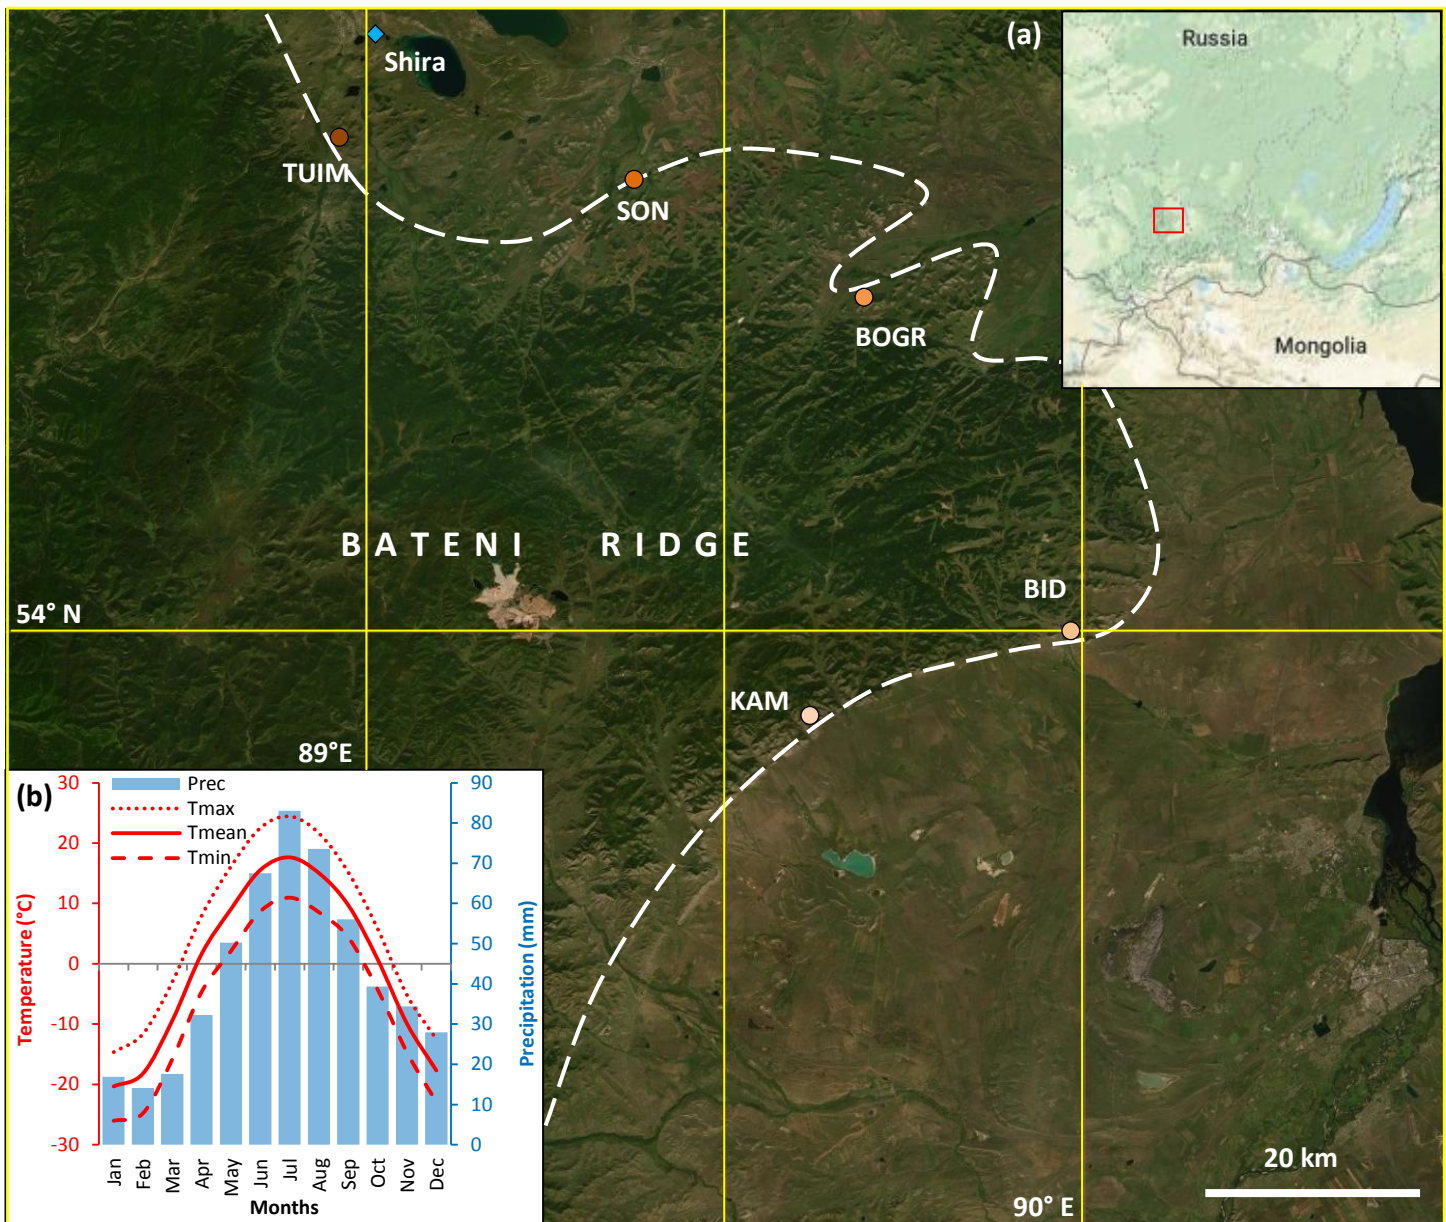 (a)
Russia
Mongolia
Shira
TUIM
SON
BOGR
BATENI RIDGE
BID
54° N
KAM
89°E
90° E
20 km
(b)
Prec
Tmax
Tmean
Tmin
Temperature (°C)
30
20
10
0
-10
-20
-30
Precipitation (mm)
90
80
70
60
50
40
30
20
10
0
Jan
Feb
Mar
Apr
May
Jun
Jul
Aug
Sep
Oct
Nov
Dec
Months